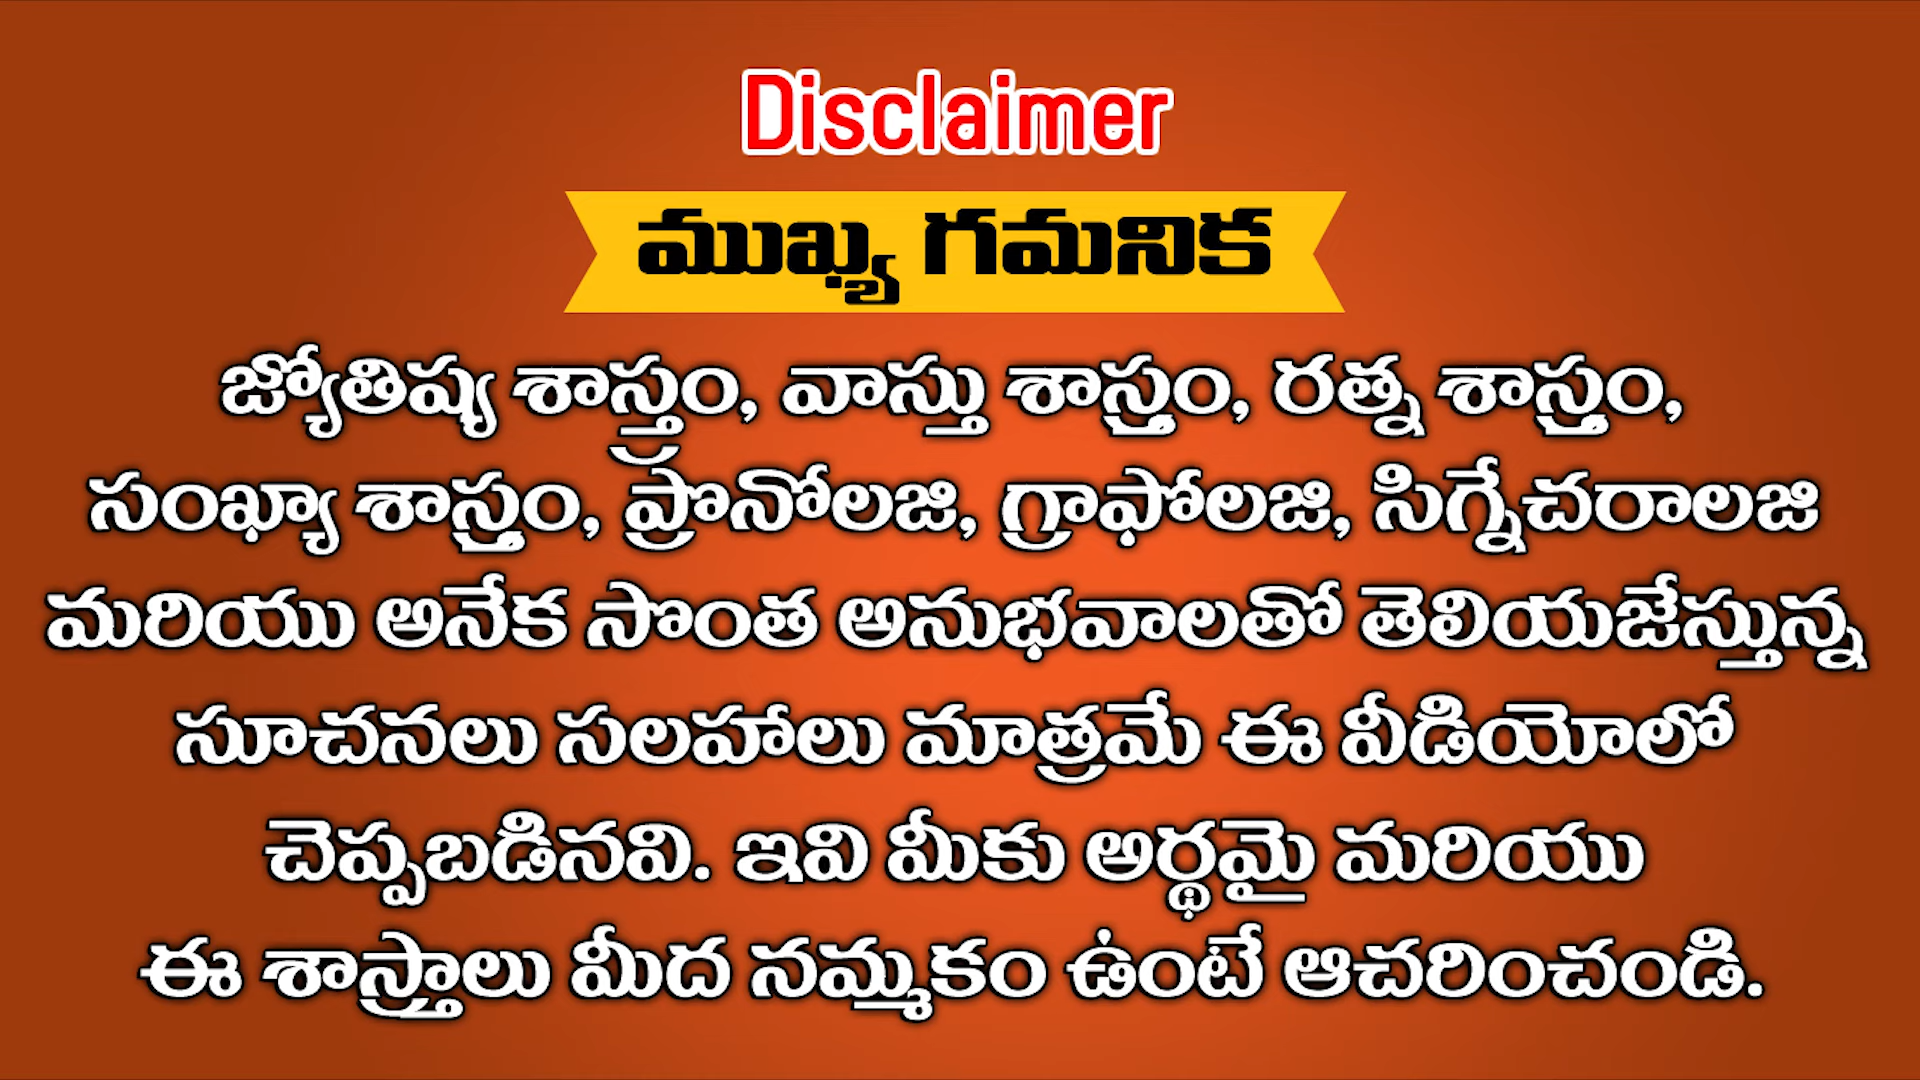 Disclaimer
ముఖ్య గమనిక
జ్యోతిష్య శాస్త్రం, వాస్తు శాస్త్రం, రత్న శాస్త్రం,
సంఖ్యా శాస్త్రం, ప్రొనోలజి, గ్రాఫోలజి, సిగ్నేచరాలజి
మరియు అనేక సొంత అనుభవాలతో తెలియజేస్తున్న
సూచనలు సలహాలు మాత్రమే ఈ వీడియోలో
చెప్పబడినవి. ఇవి మీకు అర్థమై మరియు
ఈ శాస్త్రాలు మీద నమ్మకం ఉంటే ఆచరించండి.